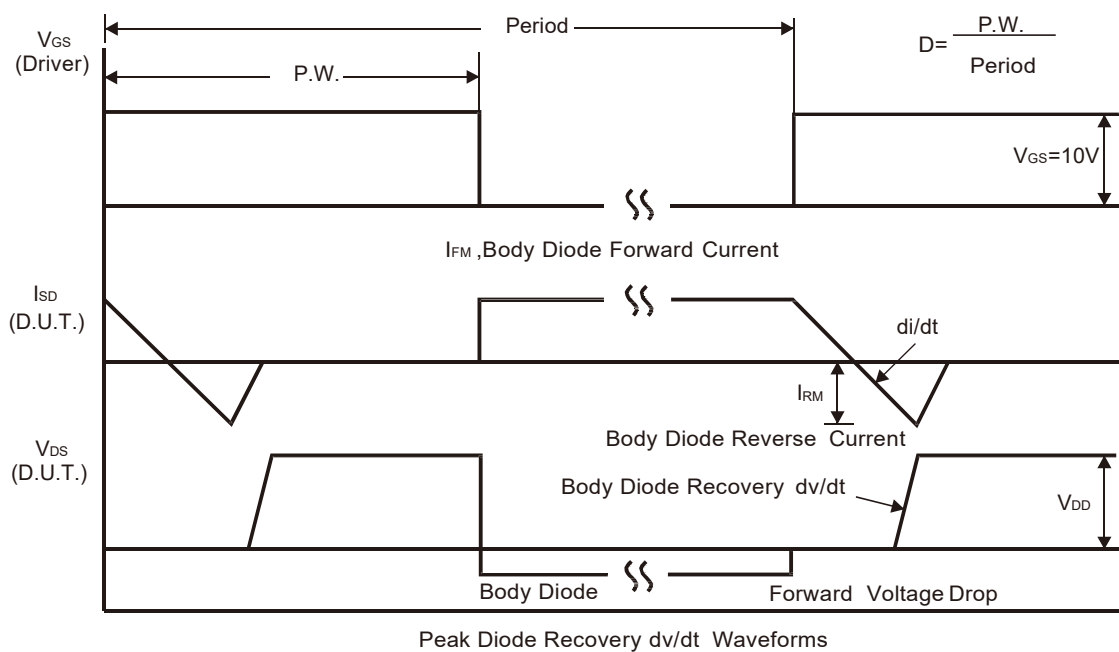 Period
VGS
(Driver)
P.W.
D= P.W.
Period
VGS=10V
IFM ,Body Diode Forward Current
ISD
(D.U.T.)
di/dt
IRM
Body Diode Reverse Current
VDS
(D.U.T.)
Body Diode Recovery dv/dt
VDD
Body Diode Forward Voltage Drop
Peak Diode Recovery dv/dt Waveforms